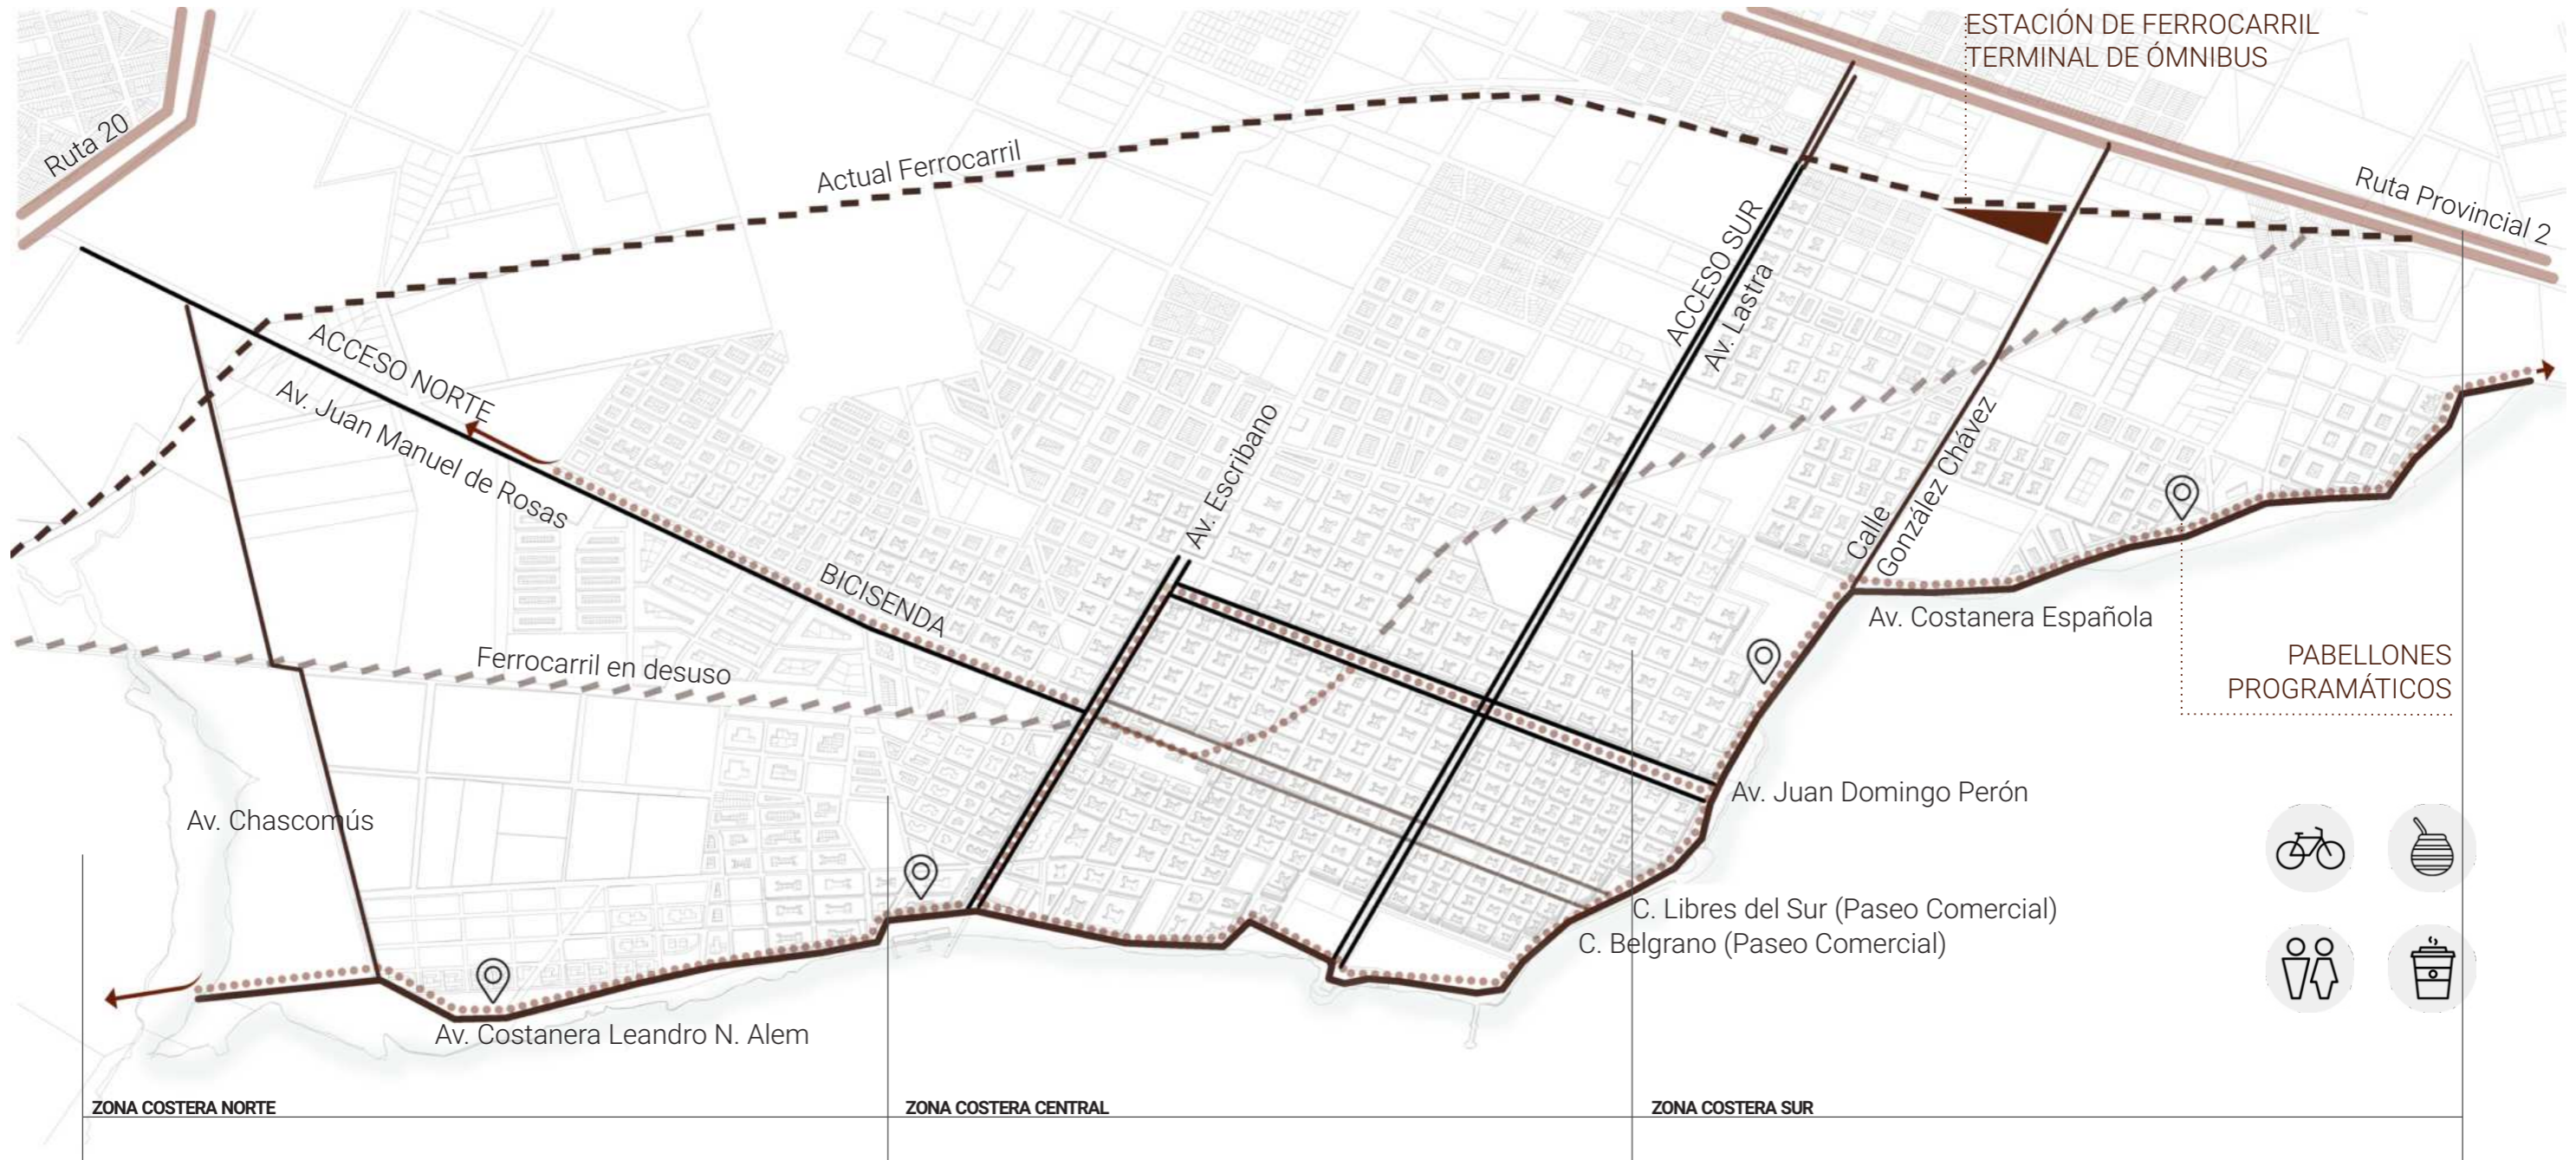 ESTACIÓN DE FERROCARRIL
TERMINAL DE ÓMNIBUS
Ruta 20
Actual Ferrocarril
Ruta Provincial 2
ACCESO SUR
Av. Lastra
ACCESO NORTE
Av. Juan Manuel de Rosas
Av. Escribano
Calle
González Chávez
BICISENDA
Av. Costanera Española
Ferrocarril en desuso
PABELLONES
PROGRAMÁTICOS
Av. Juan Domingo Perón
Av. Chascomús
C. Libres del Sur (Paseo Comercial)
C. Belgrano (Paseo Comercial)
Av. Costanera Leandro N. Alem
ZONA COSTERA NORTE
ZONA COSTERA CENTRAL
ZONA COSTERA SUR